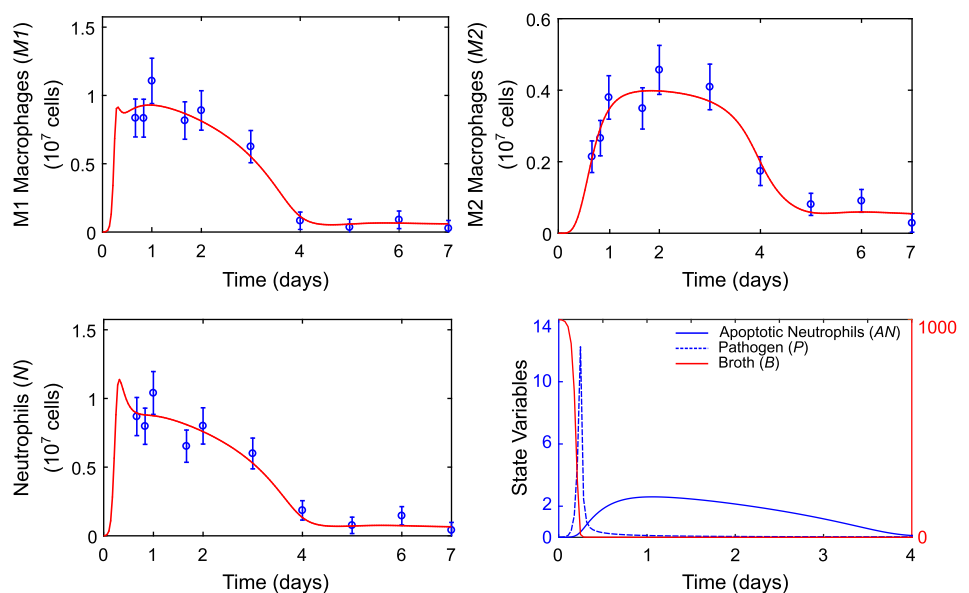 M1 Macrophages (M1)
(10⁷ cells)
1.5
1
0.5
0
0 1 2 4 6 7
Time (days)
M2 Macrophages (M2)
(10⁷ cells)
0.6
0.4
0.2
0
0 1 2 4 6 7
Time (days)
Neutrophils (N)
(10⁷ cells)
1.5
1
0.5
0
0 1 2 4 6 7
Time (days)
State Variables
14
12
6
2
0
Apoptotic Neutrophils (AN)
Pathogen (P)
Broth (B)
1000
0
0 1 2 3 4
Time (days)